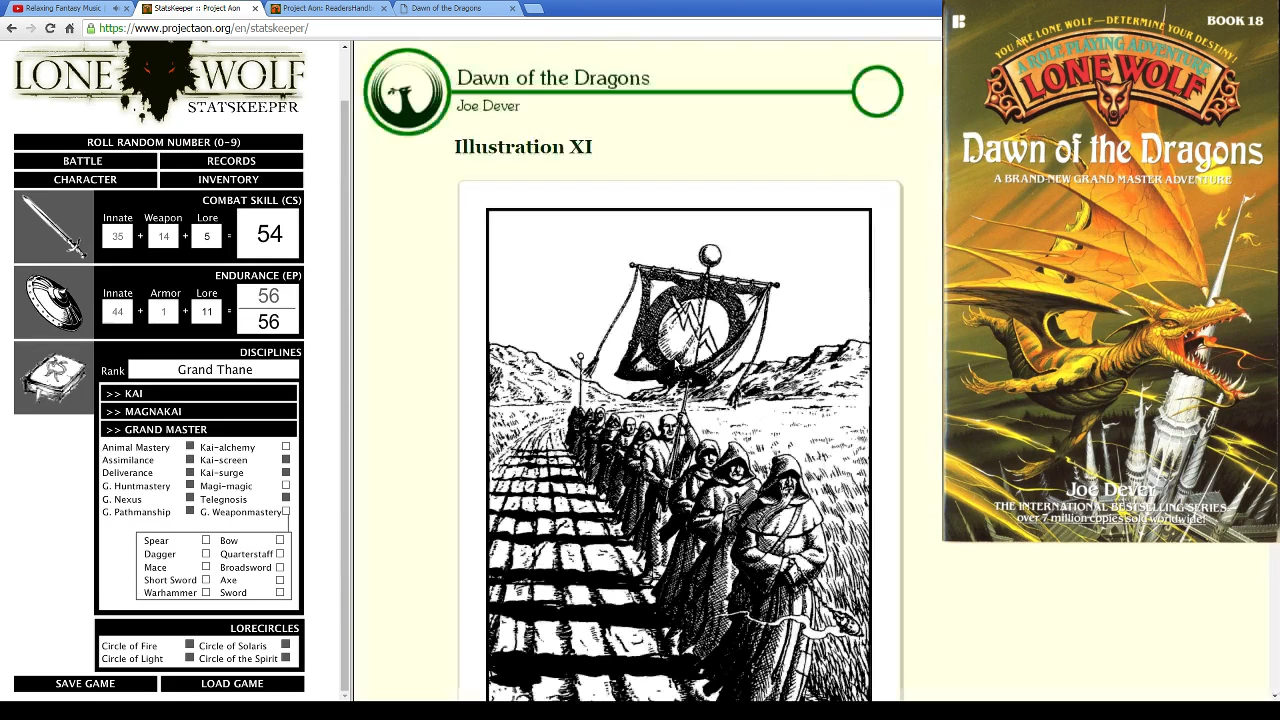 Relaxing Fantasy Music |
StatsKeeper :: Project Aon
Project Aon: ReadersHandb
Dawn of the Dragons
https://www.projectaon.org/en/statskeeper/
LONE WOLF
STATSKEEPER
ROLL RANDOM NUMBER (0-9)
BATTLE RECORDS
CHARACTER INVENTORY
COMBAT SKILL (CS)
Innate Weapon Lore
35 + 14 + 5 = 54
ENDURANCE (EP)
Innate Armor Lore 56
44 + 1 + 11 = 56
DISCIPLINES
Rank Grand Thane
>> KAI
>> MAGNAKAI
>> GRAND MASTER
Animal Mastery Kai-alchemy
Assimilance Kai-screen
Deliverance Kai-surge
G. Huntmastery Magi-magic
G. Nexus Telegnosis
G. Pathmanship G. Weaponmastery
Spear Bow
Dagger Quarterstaff
Mace Broadsword
Short Sword Axe
Warhammer Sword
LORECIRCLES
Circle of Fire Circle of Solaris
Circle of Light Circle of the Spirit
SAVE GAME LOAD GAME
Dawn of the Dragons
Joe Dever
Illustration XI
B
BOOK 18
YOU ARE LONE WOLF—DETERMINE YOUR DESTINY!
A ROLE PLAYING ADVENTURE
LONE WOLF
Dawn of the Dragons
A BRAND-NEW GRAND MASTER ADVENTURE
Joe Dever
THE INTERNATIONAL BESTSELLING SERIES—
over 7 million copies sold worldwide!